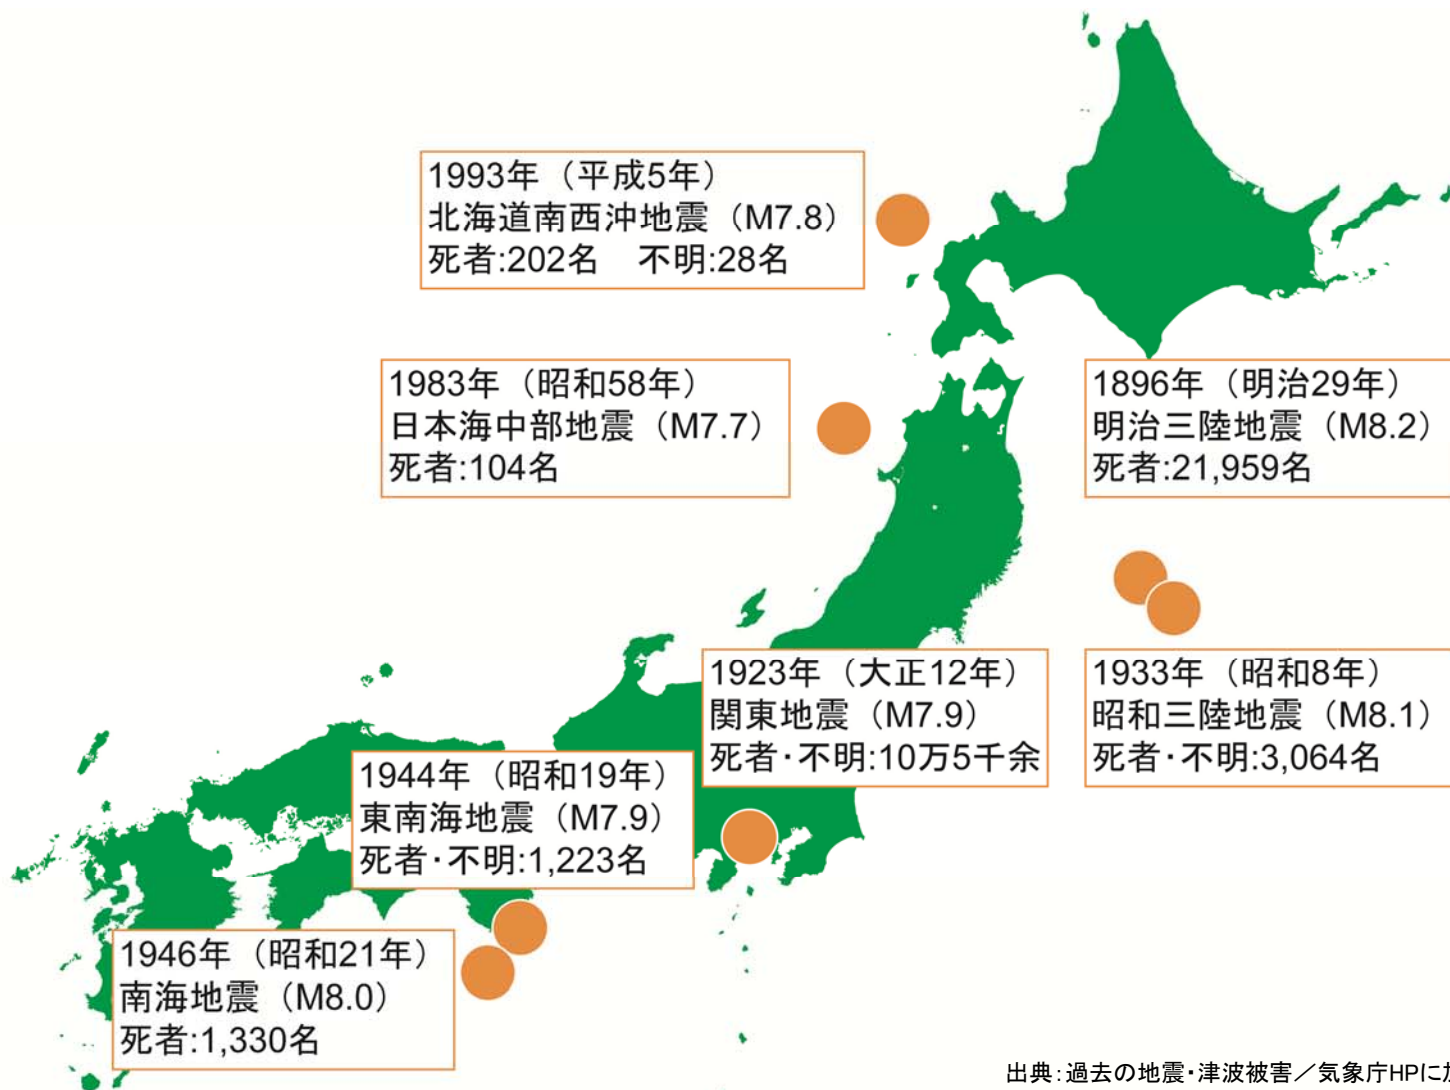 1993年（平成5年）
北海道南西沖地震（M7.8）
死者:202名　不明:28名
1983年（昭和58年）
日本海中部地震（M7.7）
死者:104名
1896年（明治29年）
明治三陸地震（M8.2）
死者:21,959名
1923年（大正12年）
関東地震（M7.9）
死者・不明:10万5千余
1933年（昭和8年）
昭和三陸地震（M8.1）
死者・不明:3,064名
1944年（昭和19年）
東南海地震（M7.9）
死者・不明:1,223名
1946年（昭和21年）
南海地震（M8.0）
死者:1,330名
出典:過去の地震・津波被害／気象庁HPに